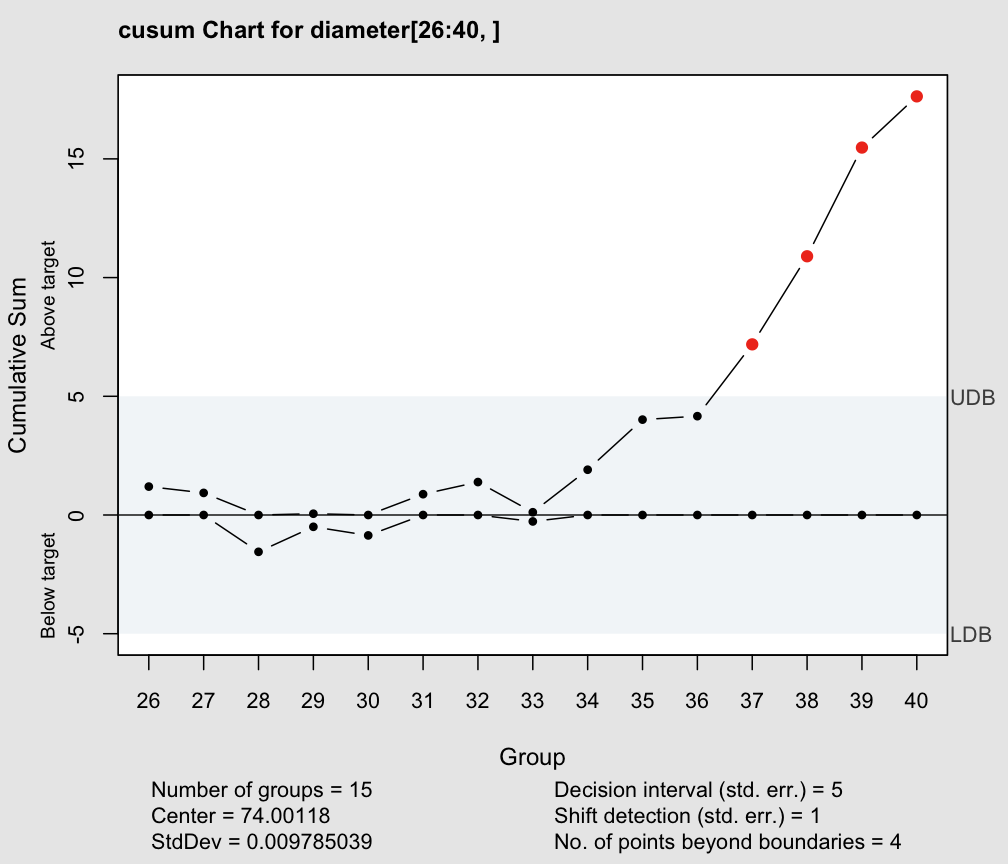 cusum Chart for diameter[26:40, ]
Cumulative Sum
Above target
Below target
15
10
5
0
-5
UDB
LDB
26 27 28 29 30 31 32 33 34 35 36 37 38 39 40
Group
Number of groups = 15
Center = 74.00118
StdDev = 0.009785039
Decision interval (std. err.) = 5
Shift detection (std. err.) = 1
No. of points beyond boundaries = 4